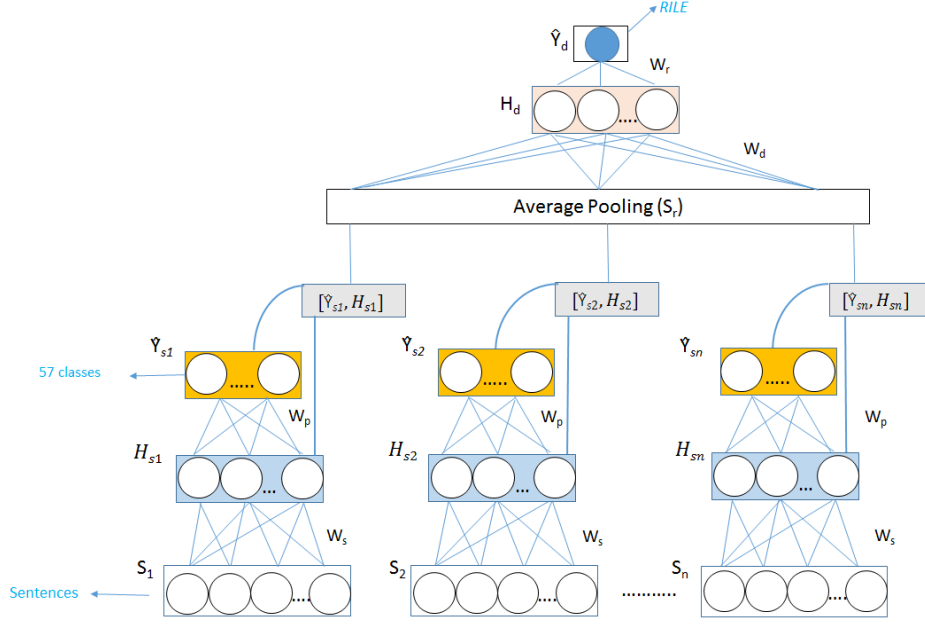 RILE
Ŷd
Wr
Hd
....
Wd
Average Pooling (Sr)
[Ŷs1, Hs1]
[Ŷs2, Hs2]
[Ŷsn, Hsn]
Ŷs1
Ŷs2
Ŷsn
57 classes
.....
.....
.....
Wp
Wp
Wp
Hs1
Hs2
Hsn
...
...
...
Ws
Ws
Ws
S1
S2
Sn
Sentences
....
....
...........
....